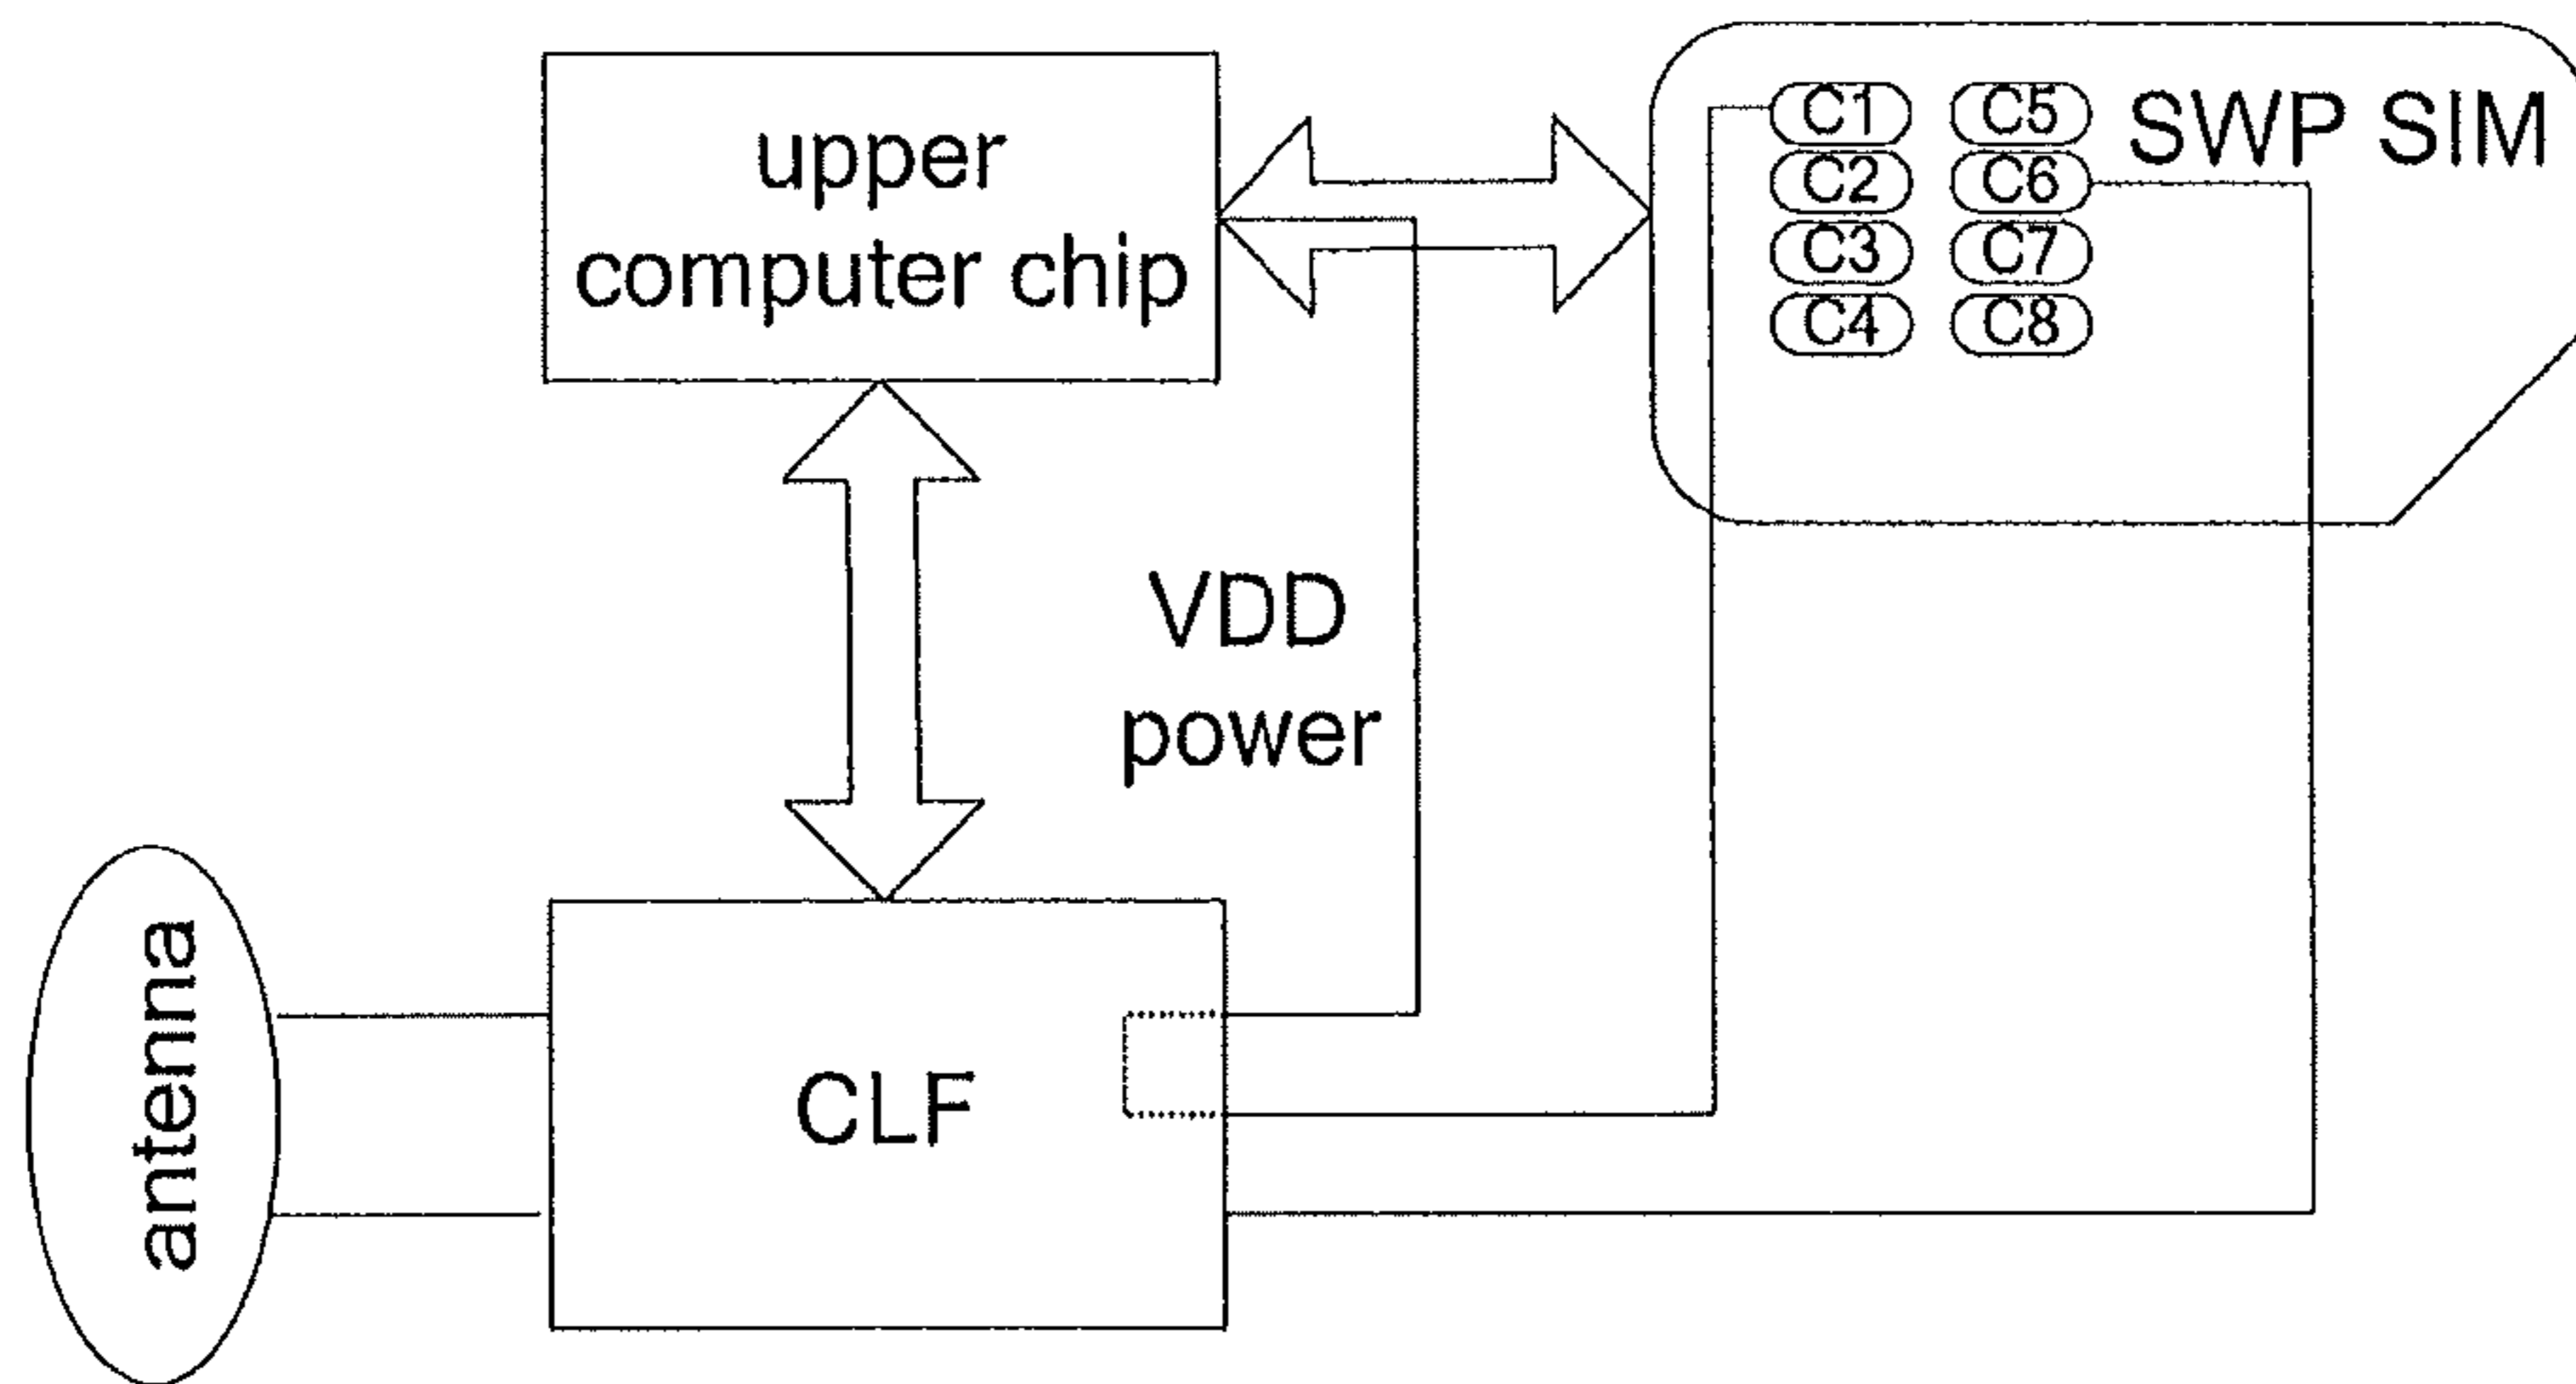 upper
computer chip
SWP SIM
C1 C5
C2 C6
C3 C7
C4 C8
VDD
power
antenna
CLF